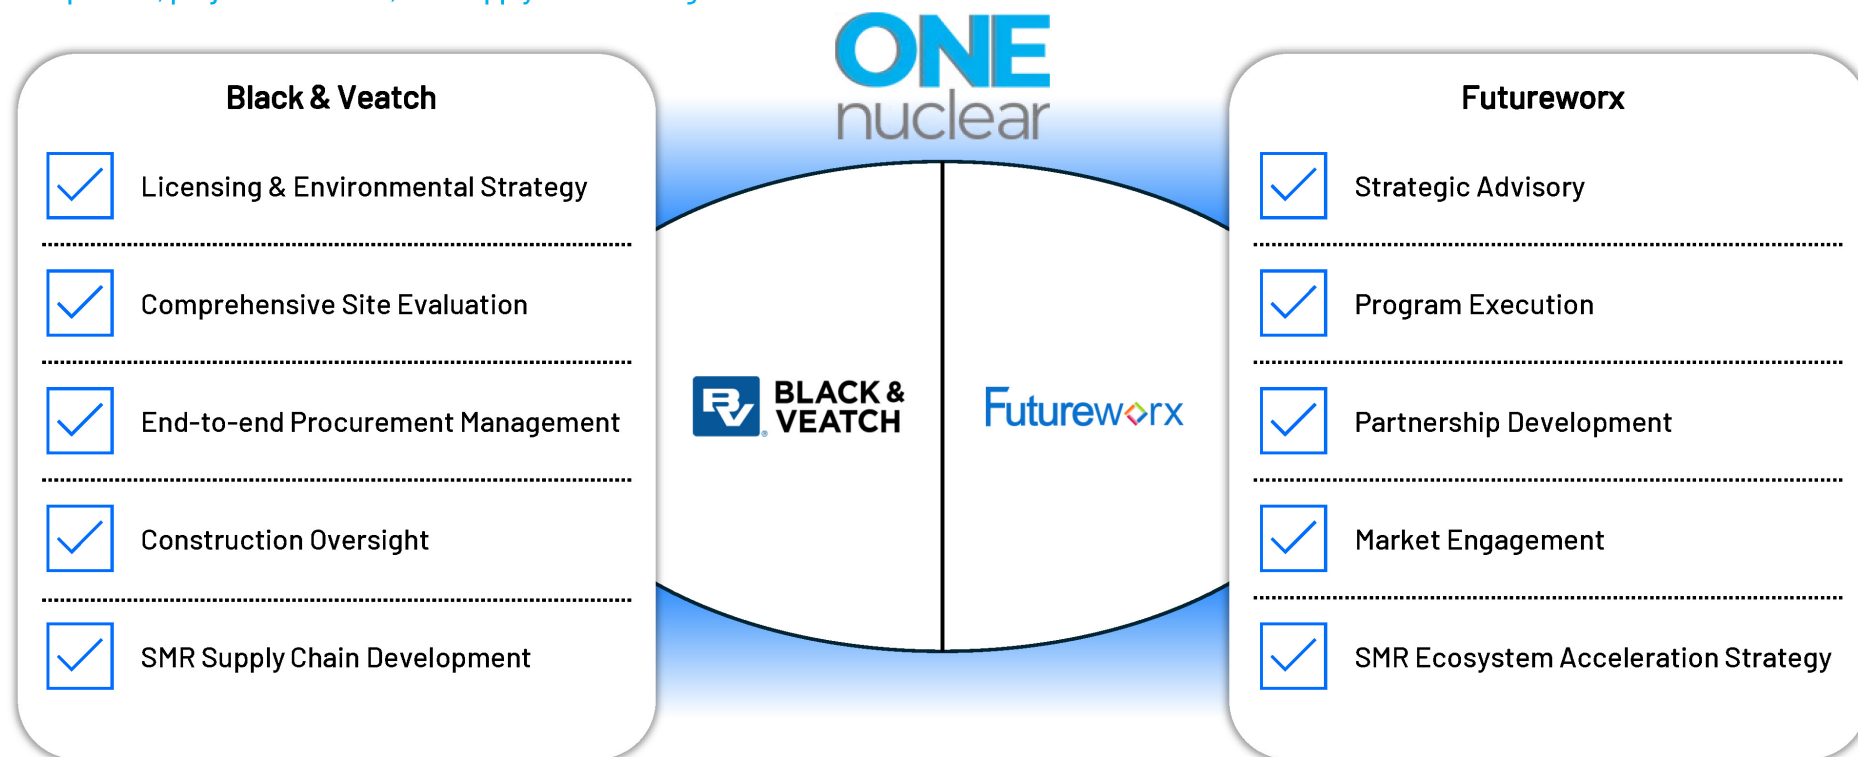 ONE
nuclear
Black & Veatch
Licensing & Environmental Strategy
Comprehensive Site Evaluation
End-to-end Procurement Management
Construction Oversight
SMR Supply Chain Development
BV
BLACK &
VEATCH
®
Futureworx
Futureworx
Strategic Advisory
Program Execution
Partnership Development
Market Engagement
SMR Ecosystem Acceleration Strategy